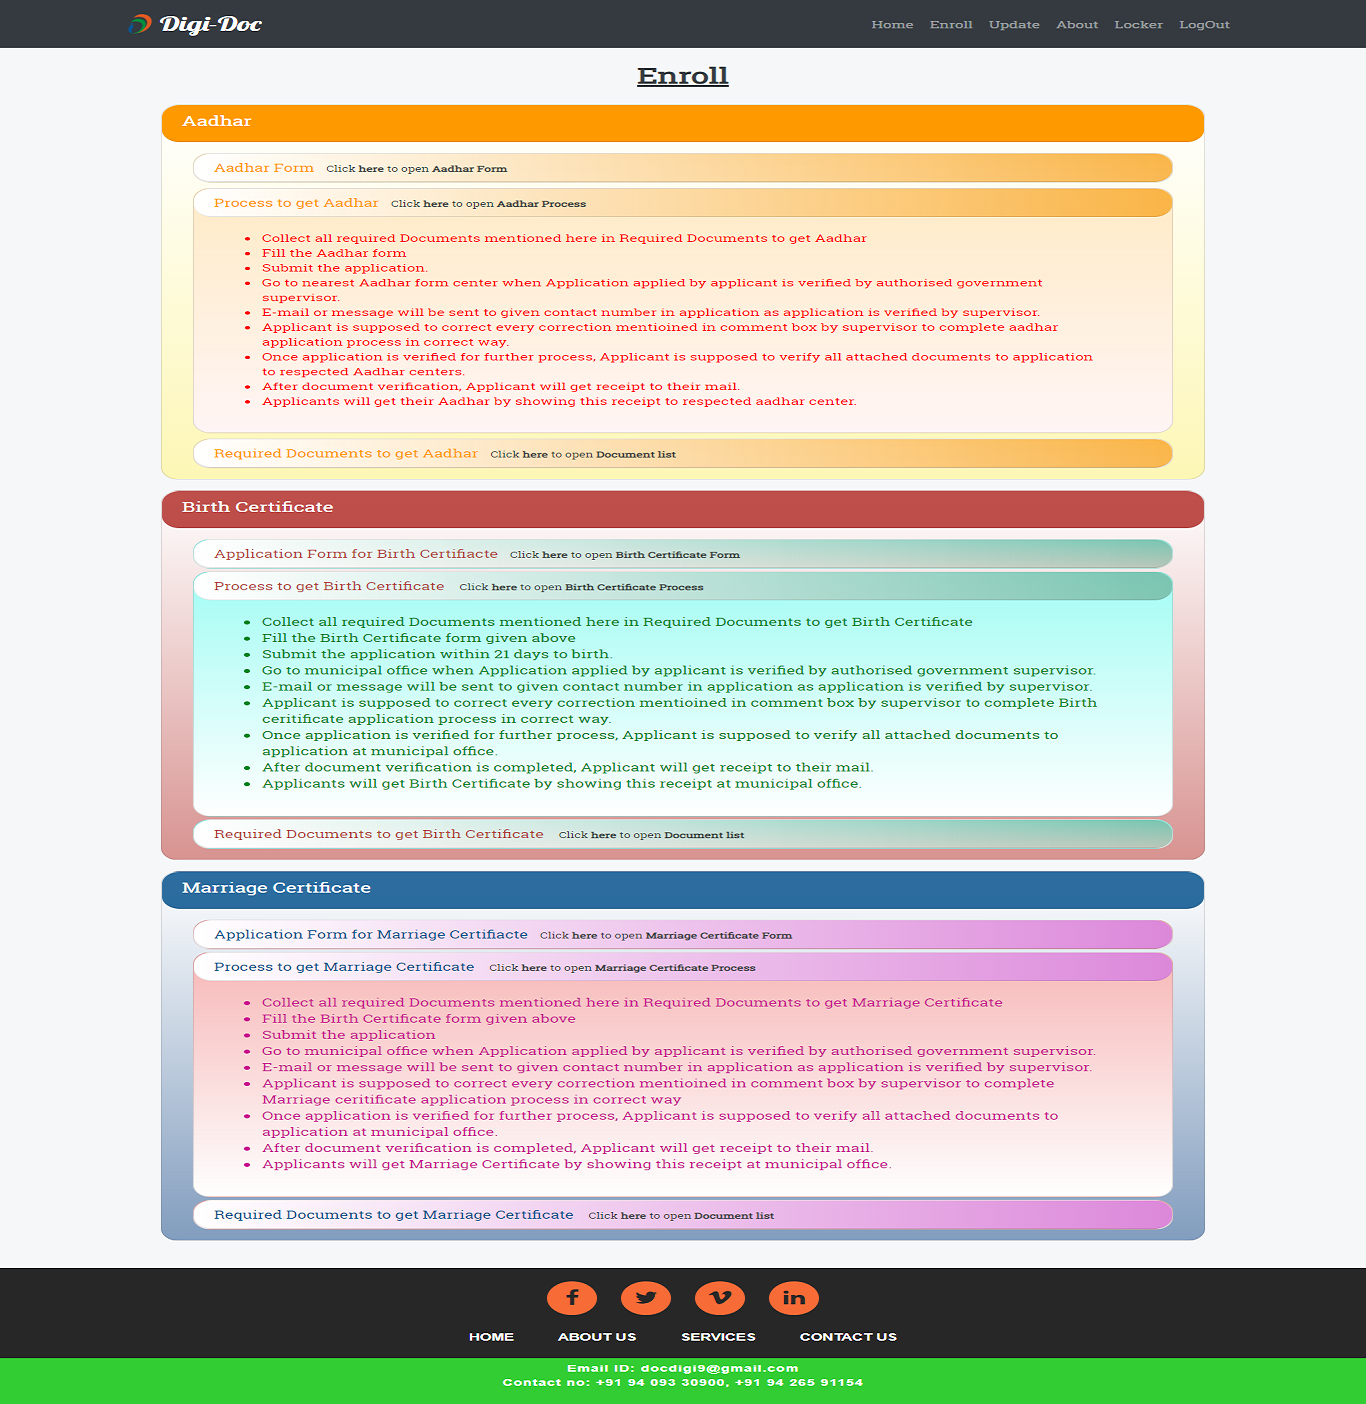 Digi-Doc
Home Enroll Update About Locker LogOut
Enroll
Aadhar
Aadhar Form Click here to open Aadhar Form
Process to get Aadhar Click here to open Aadhar Process
Collect all required Documents mentioned here in Required Documents to get Aadhar
Fill the Aadhar form
Submit the application.
Go to nearest Aadhar form center when Application applied by applicant is verified by authorised government
supervisor.
E-mail or message will be sent to given contact number in application as application is verified by supervisor.
Applicant is supposed to correct every correction mentioined in comment box by supervisor to complete aadhar
application process in correct way.
Once application is verified for further process, Applicant is supposed to verify all attached documents to application
to respected Aadhar centers.
After document verification, Applicant will get receipt to their mail.
Applicants will get their Aadhar by showing this receipt to respected aadhar center.
Required Documents to get Aadhar Click here to open Document list
Birth Certificate
Application Form for Birth Certifiacte Click here to open Birth Certificate Form
Process to get Birth Certificate Click here to open Birth Certificate Process
Collect all required Documents mentioned here in Required Documents to get Birth Certificate
Fill the Birth Certificate form given above
Submit the application within 21 days to birth.
Go to municipal office when Application applied by applicant is verified by authorised government supervisor.
E-mail or message will be sent to given contact number in application as application is verified by supervisor.
Applicant is supposed to correct every correction mentioined in comment box by supervisor to complete Birth
ceritificate application process in correct way.
Once application is verified for further process, Applicant is supposed to verify all attached documents to
application at municipal office.
After document verification is completed, Applicant will get receipt to their mail.
Applicants will get Birth Certificate by showing this receipt at municipal office.
Required Documents to get Birth Certificate Click here to open Document list
Marriage Certificate
Application Form for Marriage Certifiacte Click here to open Marriage Certificate Form
Process to get Marriage Certificate Click here to open Marriage Certificate Process
Collect all required Documents mentioned here in Required Documents to get Marriage Certificate
Fill the Birth Certificate form given above
Submit the application
Go to municipal office when Application applied by applicant is verified by authorised government supervisor.
E-mail or message will be sent to given contact number in application as application is verified by supervisor.
Applicant is supposed to correct every correction mentioined in comment box by supervisor to complete
Marriage ceritificate application process in correct way
Once application is verified for further process, Applicant is supposed to verify all attached documents to
application at municipal office.
After document verification is completed, Applicant will get receipt to their mail.
Applicants will get Marriage Certificate by showing this receipt at municipal office.
Required Documents to get Marriage Certificate Click here to open Document list
HOME ABOUT US SERVICES CONTACT US
Email ID: docdigi9@gmail.com
Contact no: +91 94 093 30900, +91 94 265 91154